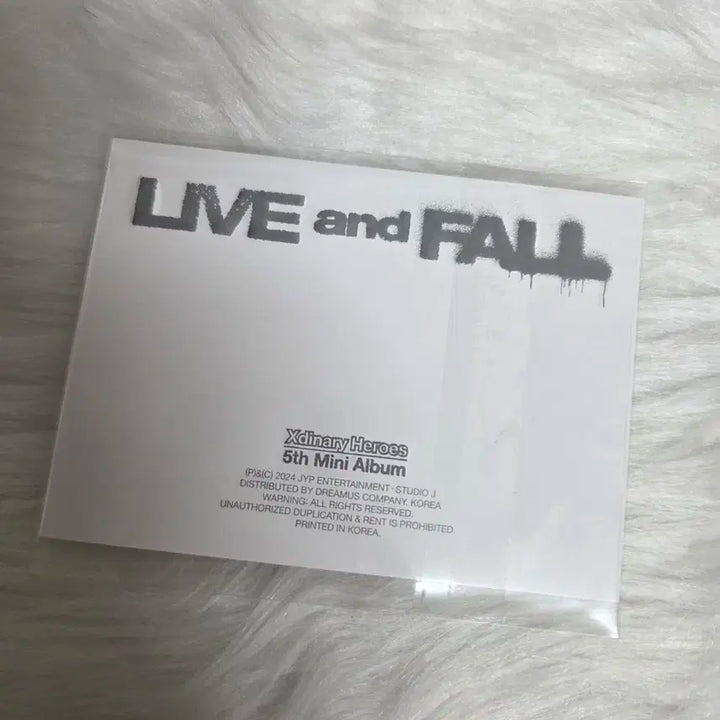 LIVE and FALL
Xdinary Heroes
5th Mini Album
(P)&(C) 2024 JYP ENTERTAINMENT · STUDIO J
DISTRIBUTED BY DREAMUS COMPANY. KOREA
WARNING: ALL RIGHTS RESERVED.
UNAUTHORIZED DUPLICATION & RENT IS PROHIBITED.
PRINTED IN KOREA.